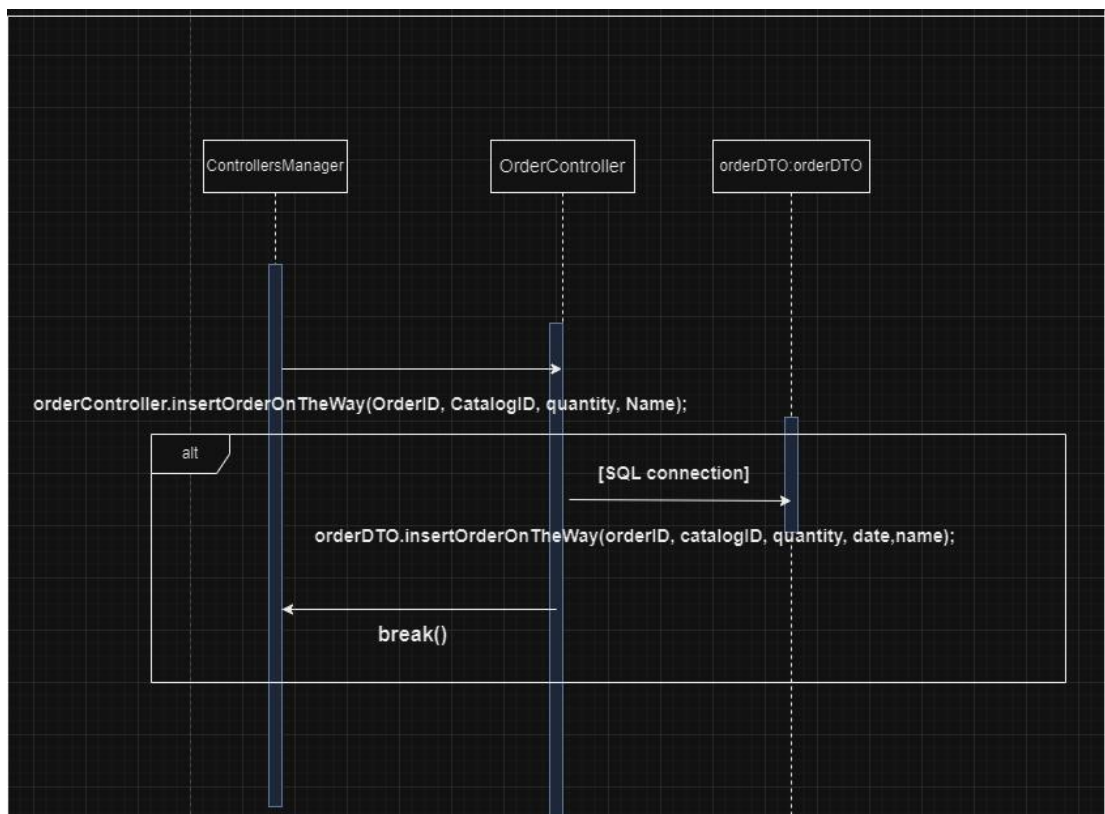 ControllersManager
OrderController
orderDTO:orderDTO
orderController.insertOrderOnTheWay(OrderID, CatalogID, quantity, Name);
alt
[SQL connection]
orderDTO.insertOrderOnTheWay(orderID, catalogID, quantity, date,name);
break()